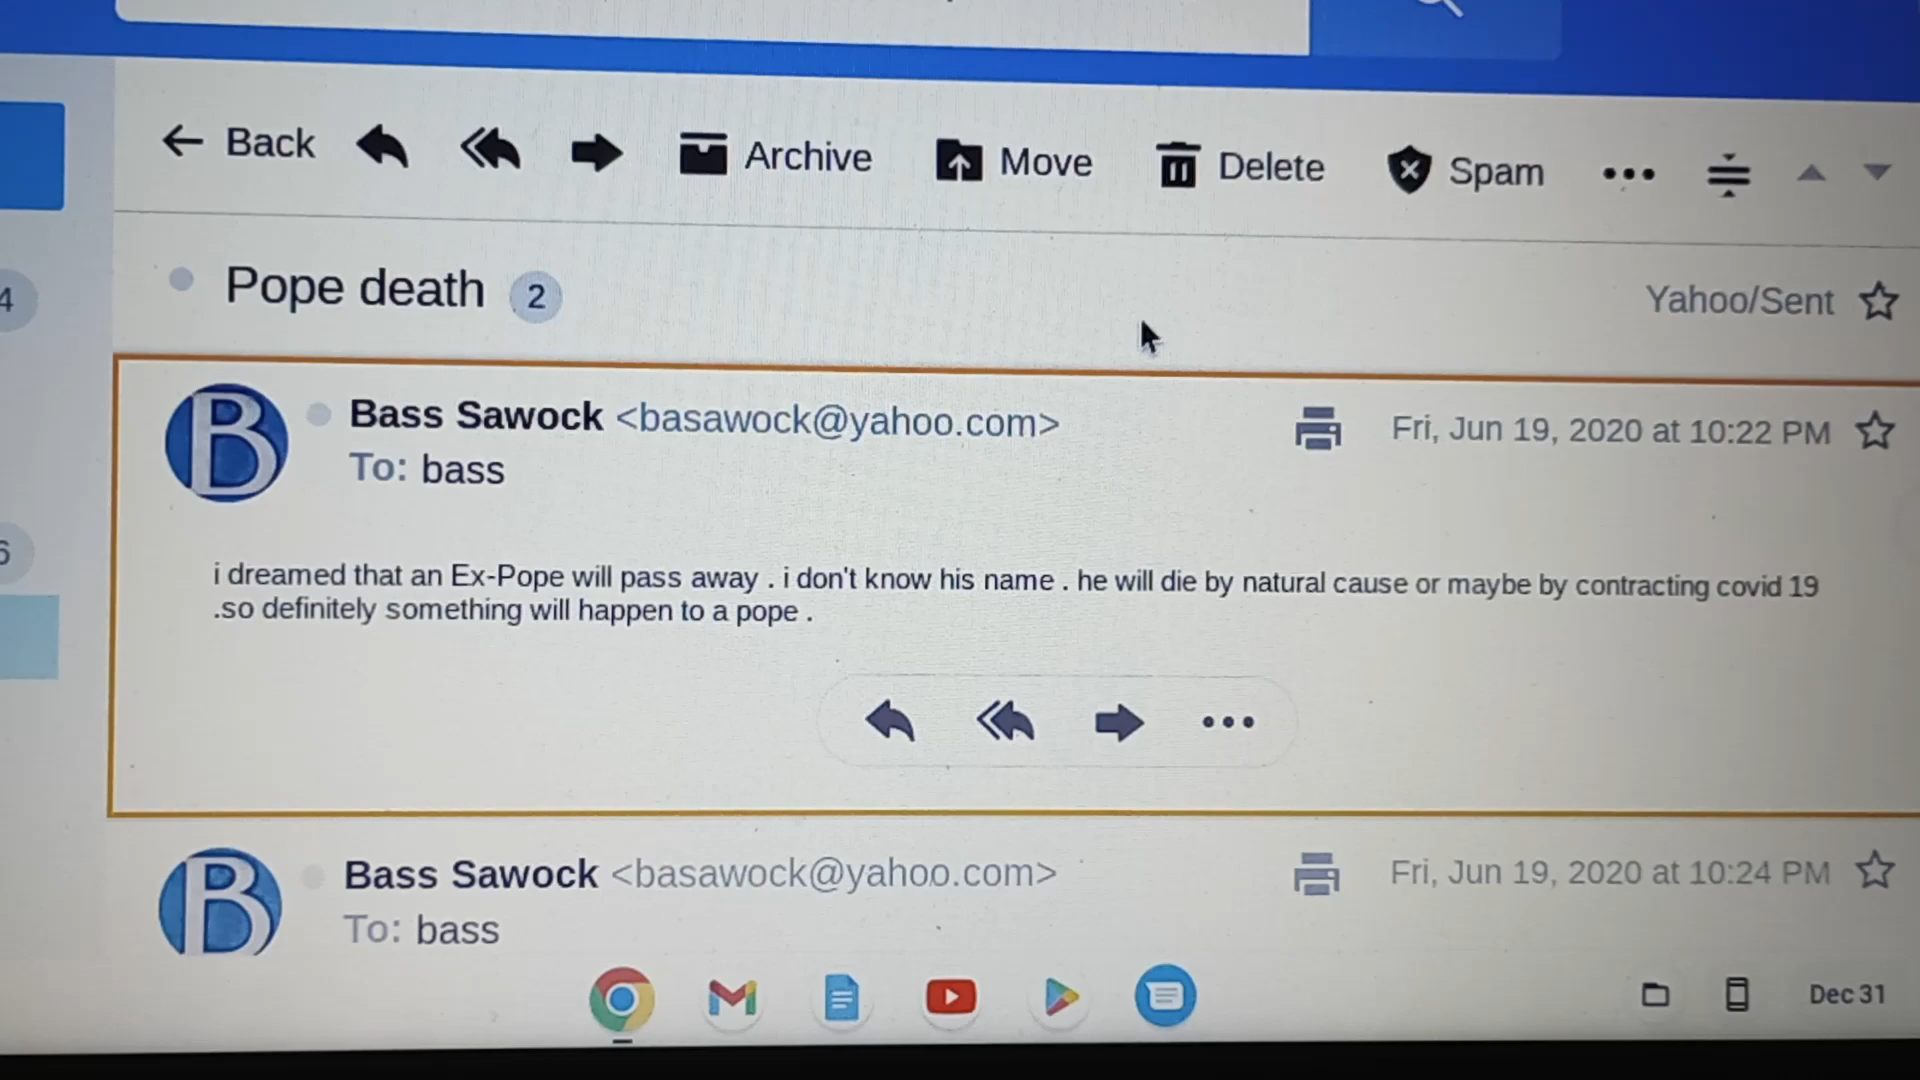 Back Archive Move Delete Spam
Pope death 2 Yahoo/Sent
4
Bass Sawock <basawock@yahoo.com> Fri, Jun 19, 2020 at 10:22 PM
To: bass
6
i dreamed that an Ex-Pope will pass away . i don't know his name . he will die by natural cause or maybe by contracting covid 19
.so definitely something will happen to a pope .
Bass Sawock <basawock@yahoo.com> Fri, Jun 19, 2020 at 10:24 PM
To: bass
Dec 31